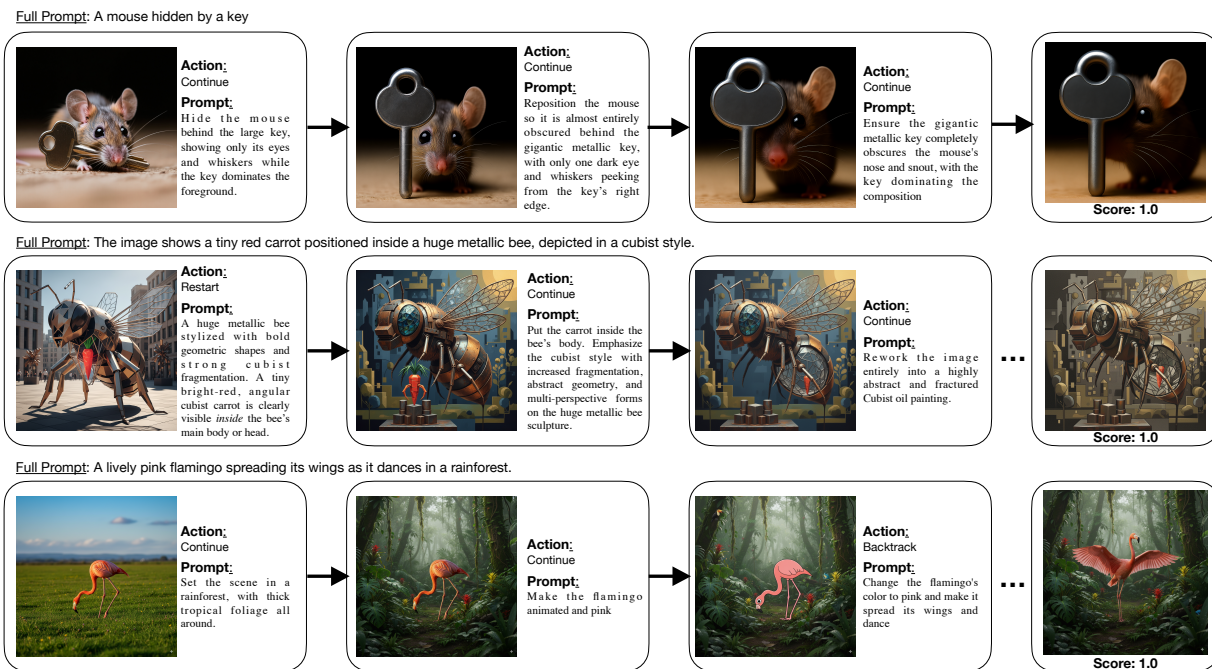 Full Prompt: A mouse hidden by a key
Action:
Continue
Prompt:
Hide the mouse
behind the large key,
showing only its eyes
and whiskers while
the key dominates the
foreground.
Action:
Continue
Prompt:
Reposition the mouse
so it is almost entirely
obscured behind the
gigantic metallic key,
with only one dark eye
and whiskers peeking
from the key's right
edge.
Action:
Continue
Prompt:
Ensure the gigantic
metallic key completely
obscures the mouse's
nose and snout, with the
key dominating the
composition
Score: 1.0
Full Prompt: The image shows a tiny red carrot positioned inside a huge metallic bee, depicted in a cubist style.
Action:
Restart
Prompt:
A huge metallic bee
stylized with bold
geometric shapes and
strong cubist
fragmentation. A tiny
bright-red, angular
cubist carrot is clearly
visible inside the bee's
main body or head.
Action:
Continue
Prompt:
Put the carrot inside the
bee's body. Emphasize
the cubist style with
increased fragmentation,
abstract geometry, and
multi-perspective forms
on the huge metallic bee
sculpture.
Action:
Continue
Prompt:
Rework the image
entirely into a highly
abstract and fractured
Cubist oil painting.
...
Score: 1.0
Full Prompt: A lively pink flamingo spreading its wings as it dances in a rainforest.
Action:
Continue
Prompt:
Set the scene in a
rainforest, with thick
tropical foliage all
around.
Action:
Continue
Prompt:
Make the flamingo
animated and pink
Action:
Backtrack
Prompt:
Change the flamingo's
color to pink and make it
spread its wings and
dance
...
Score: 1.0